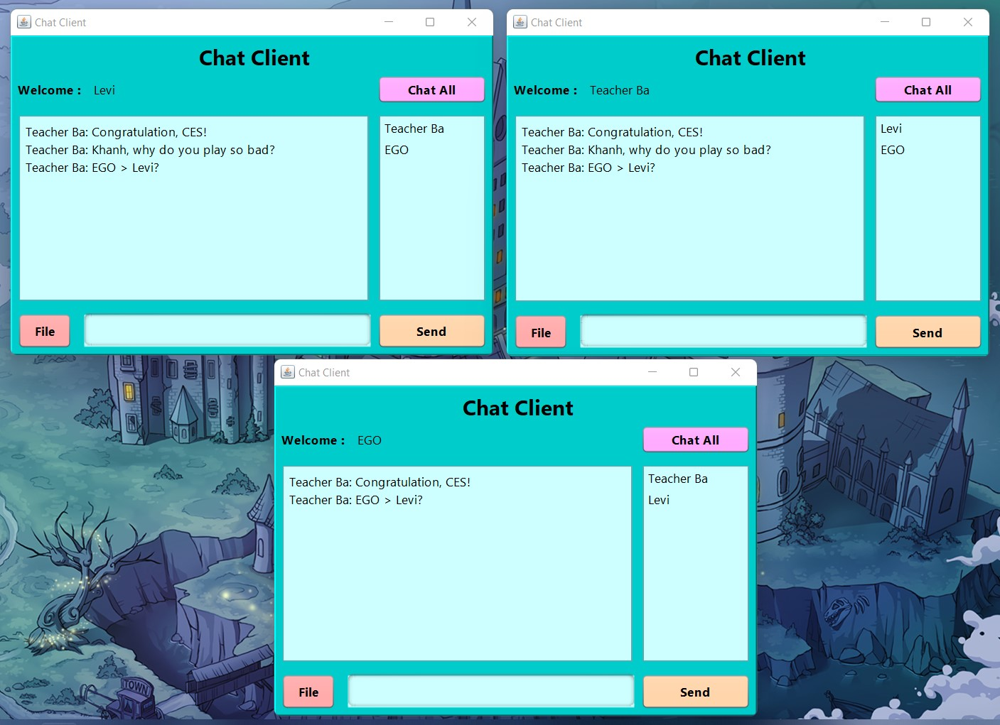 Chat Client
Chat Client
Welcome : Levi
Chat All
Teacher Ba: Congratulation, CES!
Teacher Ba: Khanh, why do you play so bad?
Teacher Ba: EGO > Levi?
Teacher Ba
EGO
File
Send
Chat Client
Chat Client
Welcome : Teacher Ba
Chat All
Teacher Ba: Congratulation, CES!
Teacher Ba: Khanh, why do you play so bad?
Teacher Ba: EGO > Levi?
Levi
EGO
File
Send
Chat Client
Chat Client
Welcome : EGO
Chat All
Teacher Ba: Congratulation, CES!
Teacher Ba: EGO > Levi?
Teacher Ba
Levi
File
Send
TOWN